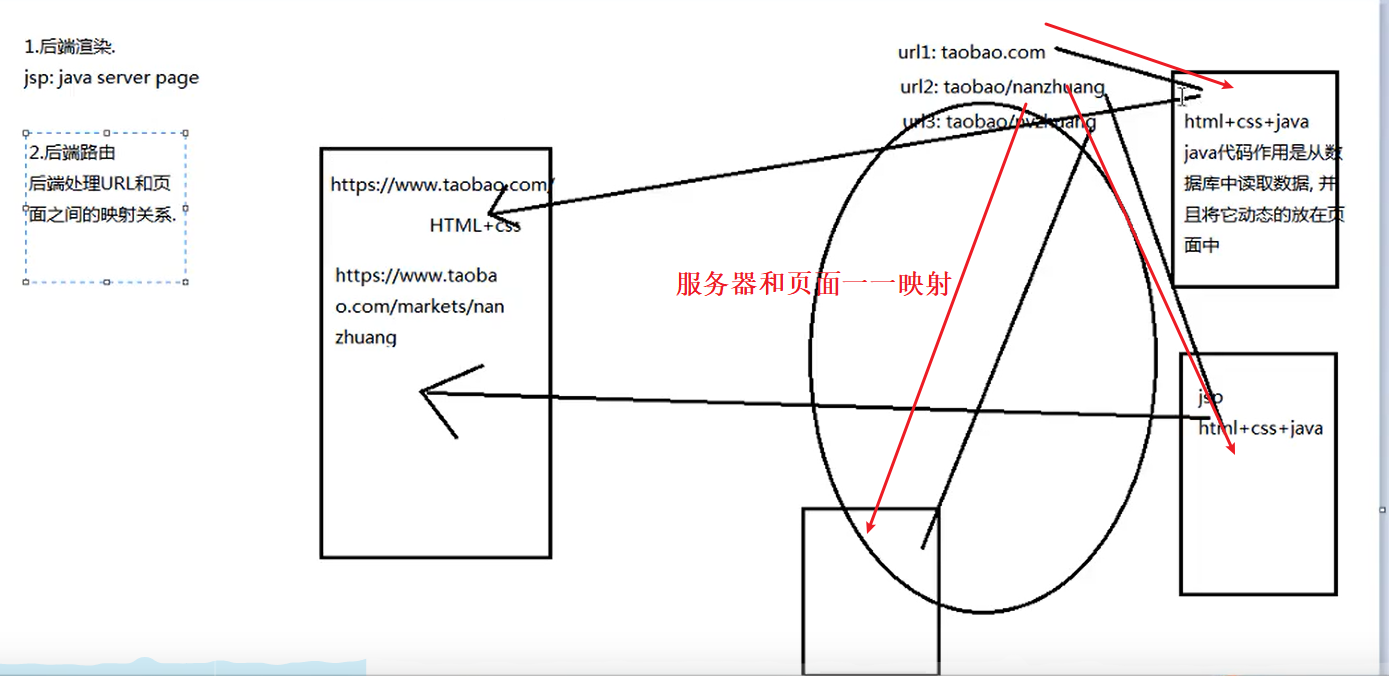 1.后端渲染.
jsp: java server page
2.后端路由
后端处理URL和页
面之间的映射关系.
https://www.taobao.com/
HTML+css
https://www.taoba
o.com/markets/nan
zhuang
服务器和页面一一映射
url1: taobao.com
url2: taobao/nanzhuang
url3: taobao/nvzhuang
html+css+java
java代码作用是从数
据库中读取数据, 并
且将它动态的放在页
面中
jsp
html+css+java